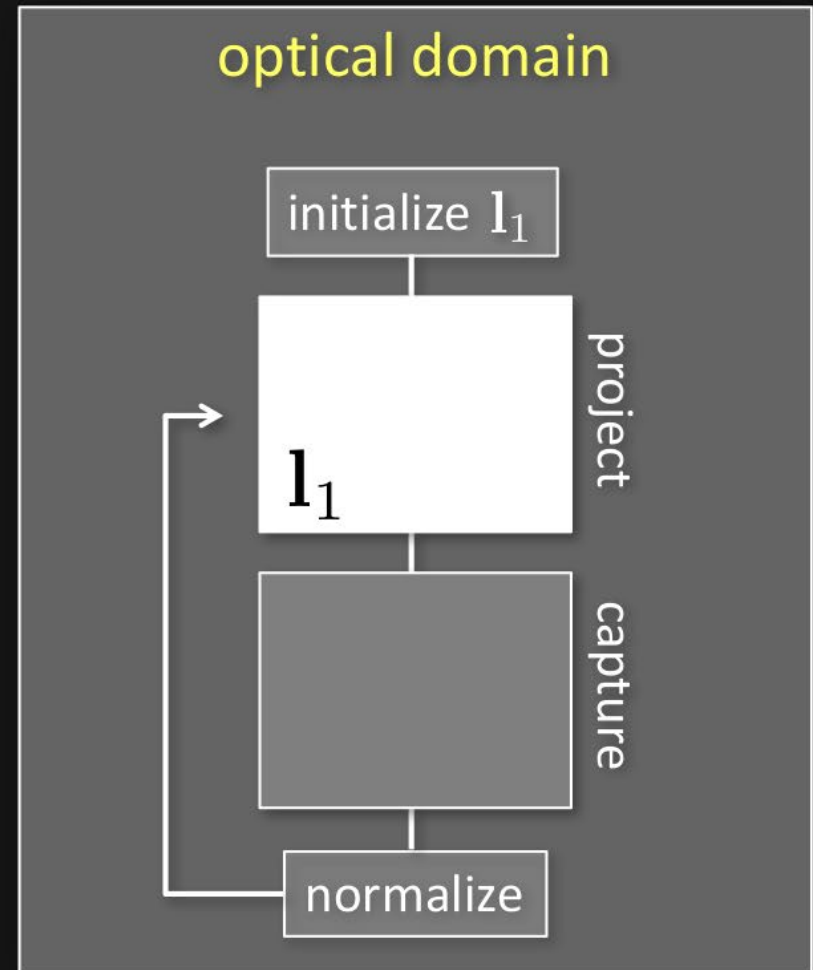 optical domain
initialize l₁
project
l₁
capture
normalize